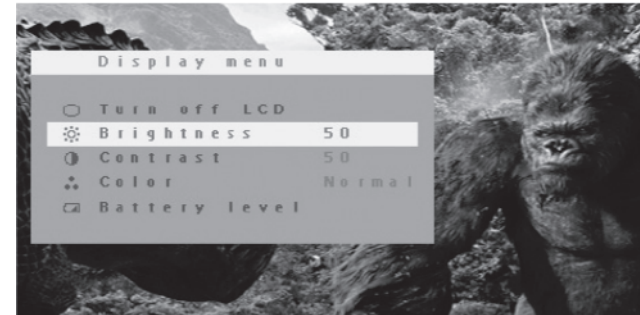 Display menu
Turn off LCD
Brightness 50
Contrast 50
Color Normal
Battery level